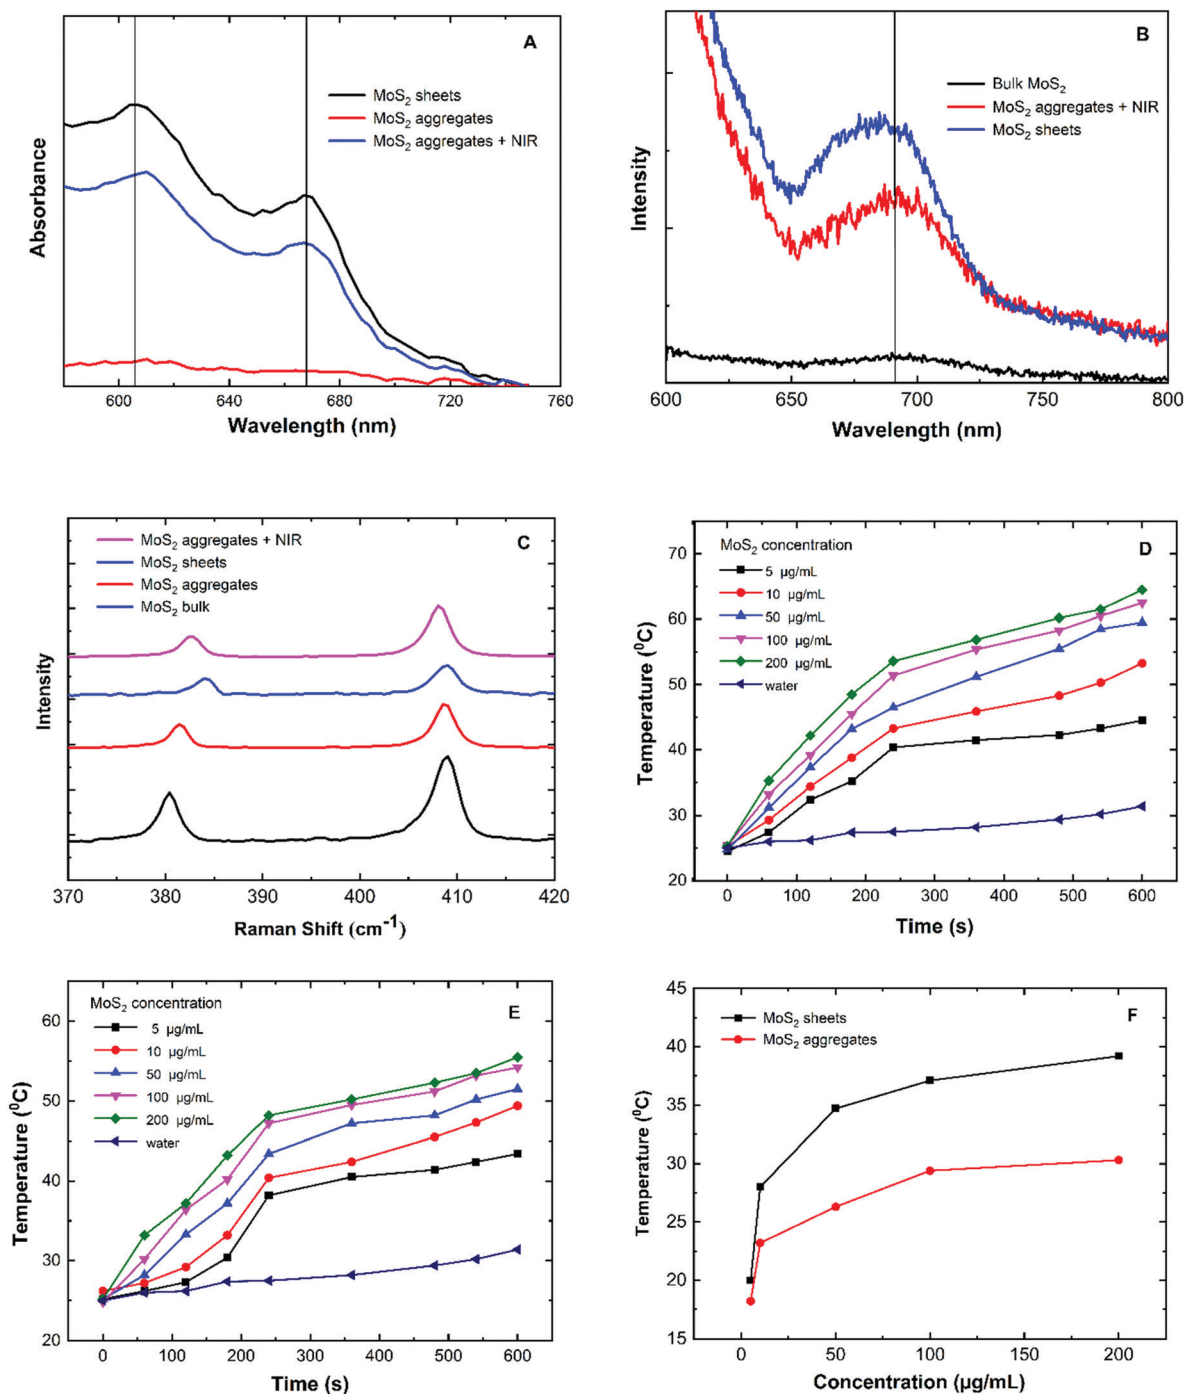 A
MoS2 sheets
MoS2 aggregates
MoS2 aggregates + NIR
Absorbance
600 640 680 720 760
Wavelength (nm)
B
Bulk MoS2
MoS2 aggregates + NIR
MoS2 sheets
Intensity
600 650 700 750 800
Wavelength (nm)
C
MoS2 aggregates + NIR
MoS2 sheets
MoS2 aggregates
MoS2 bulk
Intensity
370 380 390 400 410 420
Raman Shift (cm-1)
D
MoS2 concentration
5 µg/mL
10 µg/mL
50 µg/mL
100 µg/mL
200 µg/mL
water
Temperature (0C)
70
60
50
40
30
20
0 100 200 300 400 500 600
Time (s)
E
MoS2 concentration
5 µg/mL
10 µg/mL
50 µg/mL
100 µg/mL
200 µg/mL
water
Temperature (0C)
60
50
40
30
20
0 100 200 300 400 500 600
Time (s)
F
MoS2 sheets
MoS2 aggregates
Temperature (0C)
45
40
35
30
25
20
15
0 50 100 150 200
Concentration (µg/mL)